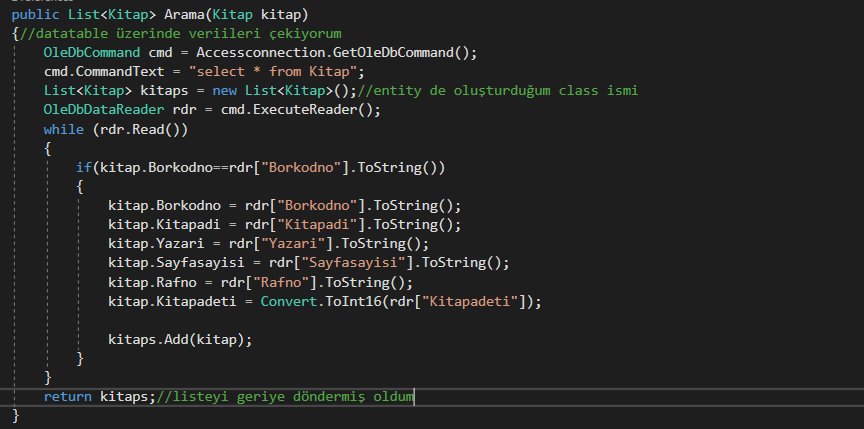 public List<Kitap> Arama(Kitap kitap)
{//datatable üzerinde veriileri çekiyorum
OleDbCommand cmd = Accessconnection.GetOleDbCommand();
cmd.CommandText = "select * from Kitap";
List<Kitap> kitaps = new List<Kitap>();//entity de oluşturduğum class ismi
OleDbDataReader rdr = cmd.ExecuteReader();
while (rdr.Read())
{
if(kitap.Borkodno==rdr["Borkodno"].ToString())
{
kitap.Borkodno = rdr["Borkodno"].ToString();
kitap.Kitapadi = rdr["Kitapadi"].ToString();
kitap.Yazari = rdr["Yazari"].ToString();
kitap.Sayfasayisi = rdr["Sayfasayisi"].ToString();
kitap.Rafno = rdr["Rafno"].ToString();
kitap.Kitapadeti = Convert.ToInt16(rdr["Kitapadeti"]);
kitaps.Add(kitap);
}
}
return kitaps;//listeyi geriye döndermiş oldum
}